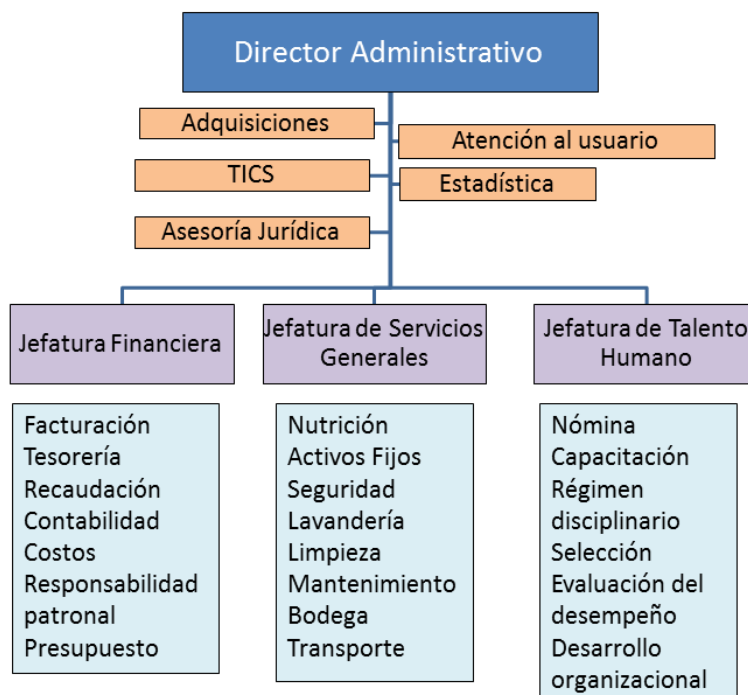 Director Administrativo
Adquisiciones
Atención al usuario
TICS
Estadística
Asesoría Jurídica
Jefatura Financiera
Jefatura de Servicios
Generales
Jefatura de Talento
Humano
Facturación
Tesorería
Recaudación
Contabilidad
Costos
Responsabilidad
patronal
Presupuesto
Nutrición
Activos Fijos
Seguridad
Lavandería
Limpieza
Mantenimiento
Bodega
Transporte
Nómina
Capacitación
Régimen
disciplinario
Selección
Evaluación del
desempeño
Desarrollo
organizacional